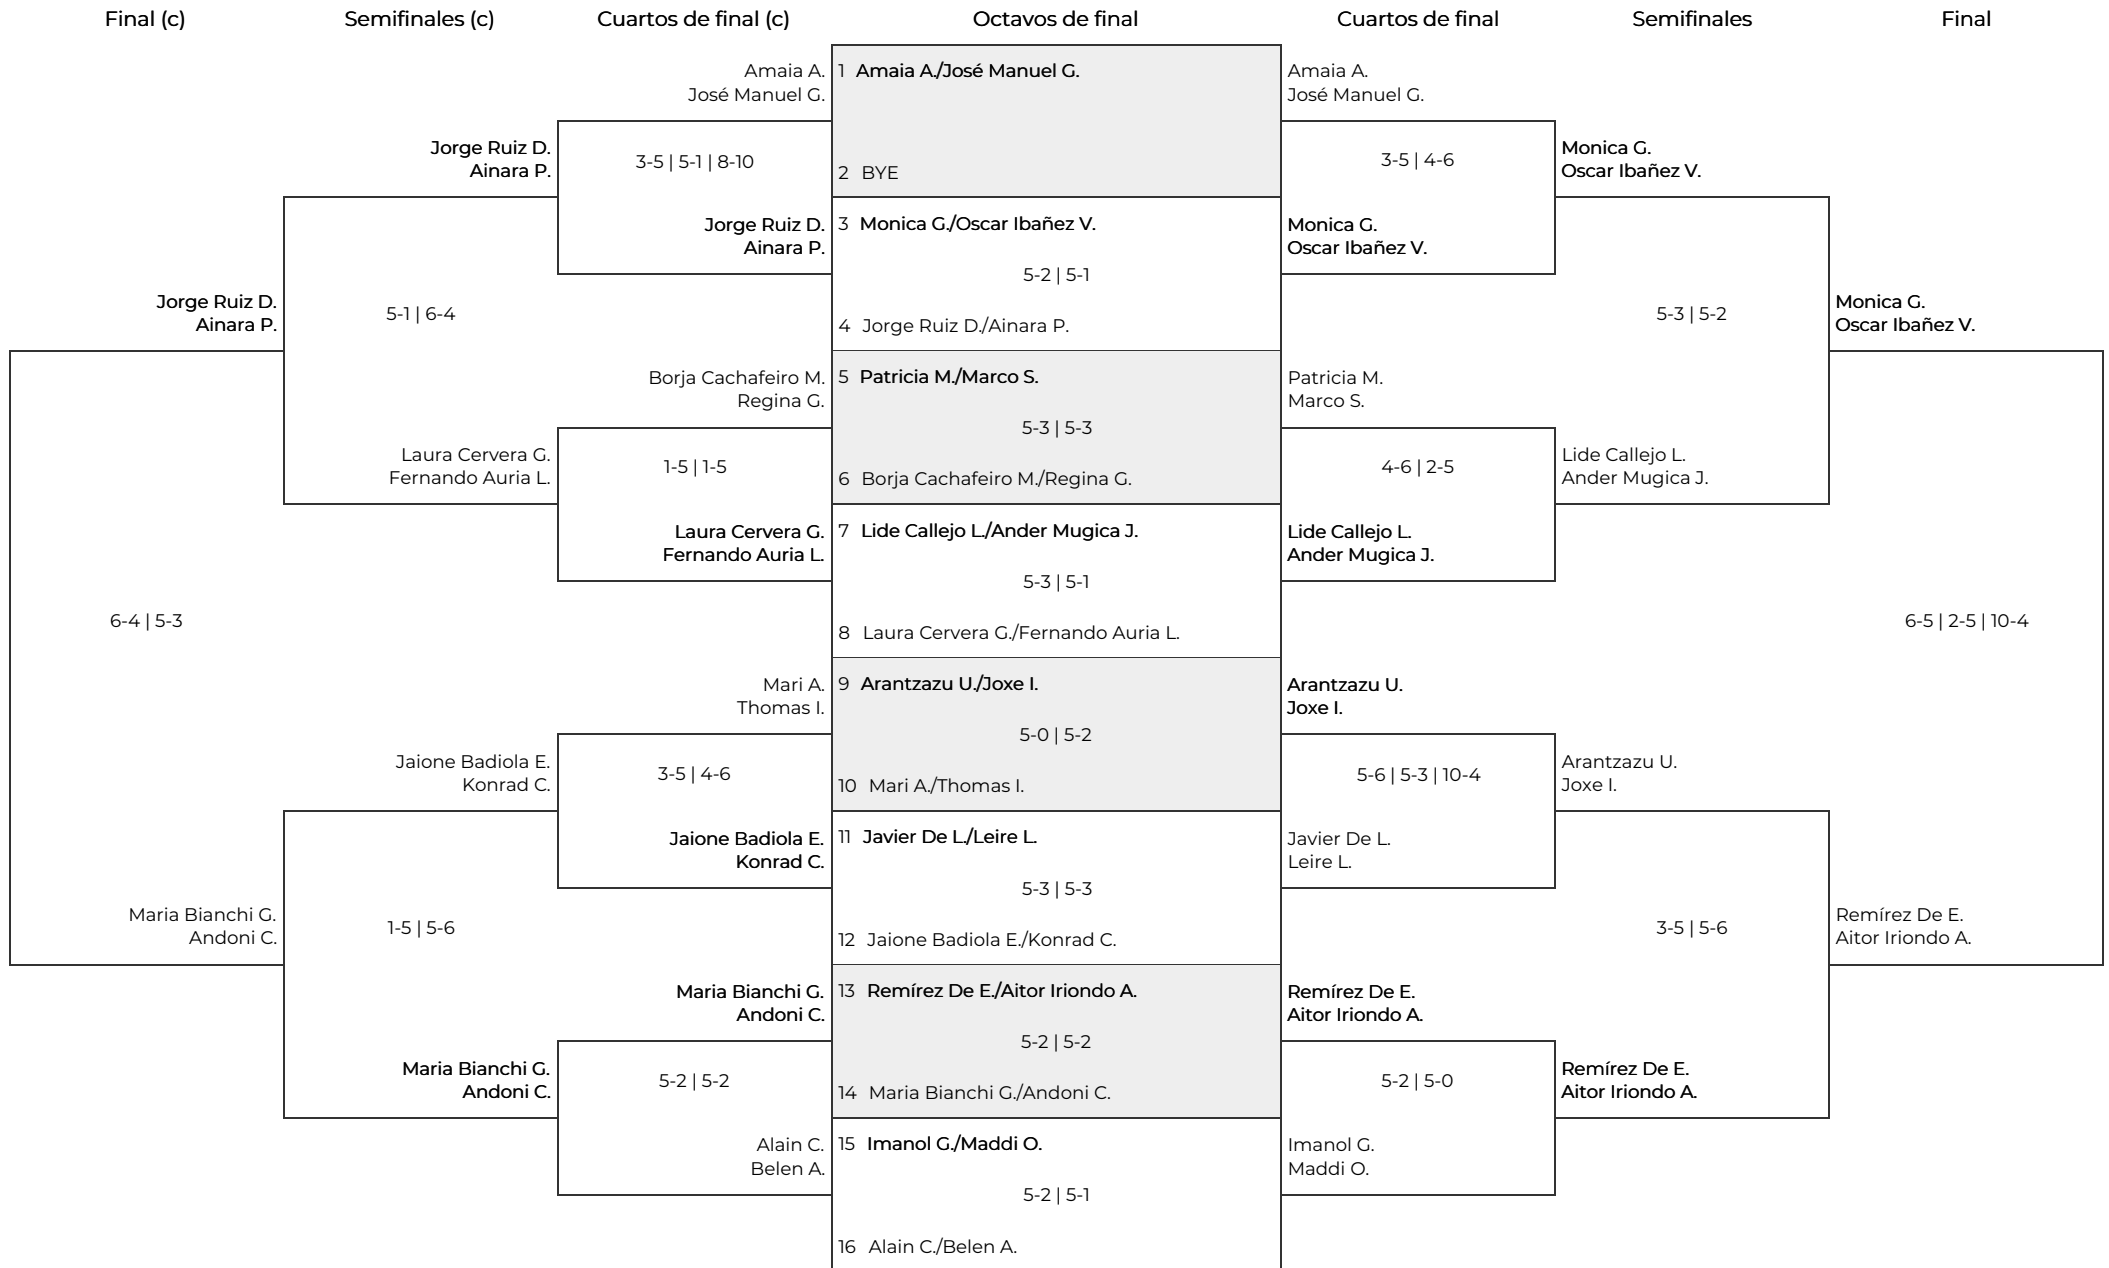 Final (c)
Semifinales (c)
Cuartos de final (c)
Octavos de final
Cuartos de final
Semifinales
Final
Jorge Ruiz D.
Ainara P.
6-4 | 5-3
Maria Bianchi G.
Andoni C.
Jorge Ruiz D.
Ainara P.
5-1 | 6-4
Laura Cervera G.
Fernando Auria L.
Jaione Badiola E.
Konrad C.
1-5 | 5-6
Maria Bianchi G.
Andoni C.
Amaia A.
José Manuel G.
3-5 | 5-1 | 8-10
Jorge Ruiz D.
Ainara P.
Borja Cachafeiro M.
Regina G.
1-5 | 1-5
Laura Cervera G.
Fernando Auria L.
Mari A.
Thomas I.
3-5 | 4-6
Jaione Badiola E.
Konrad C.
Maria Bianchi G.
Andoni C.
5-2 | 5-2
Alain C.
Belen A.
1 Amaia A./José Manuel G.
2 BYE
3 Monica G./Oscar Ibañez V.
5-2 | 5-1
4 Jorge Ruiz D./Ainara P.
5 Patricia M./Marco S.
5-3 | 5-3
6 Borja Cachafeiro M./Regina G.
7 Lide Callejo L./Ander Mugica J.
5-3 | 5-1
8 Laura Cervera G./Fernando Auria L.
9 Arantzazu U./Joxe I.
5-0 | 5-2
10 Mari A./Thomas I.
11 Javier De L./Leire L.
5-3 | 5-3
12 Jaione Badiola E./Konrad C.
13 Remírez De E./Aitor Iriondo A.
5-2 | 5-2
14 Maria Bianchi G./Andoni C.
15 Imanol G./Maddi O.
5-2 | 5-1
16 Alain C./Belen A.
Amaia A.
José Manuel G.
3-5 | 4-6
Monica G.
Oscar Ibañez V.
Patricia M.
Marco S.
4-6 | 2-5
Lide Callejo L.
Ander Mugica J.
Arantzazu U.
Joxe I.
5-6 | 5-3 | 10-4
Javier De L.
Leire L.
Remírez De E.
Aitor Iriondo A.
5-2 | 5-0
Imanol G.
Maddi O.
Monica G.
Oscar Ibañez V.
5-3 | 5-2
Lide Callejo L.
Ander Mugica J.
Arantzazu U.
Joxe I.
3-5 | 5-6
Remírez De E.
Aitor Iriondo A.
Monica G.
Oscar Ibañez V.
6-5 | 2-5 | 10-4
Remírez De E.
Aitor Iriondo A.